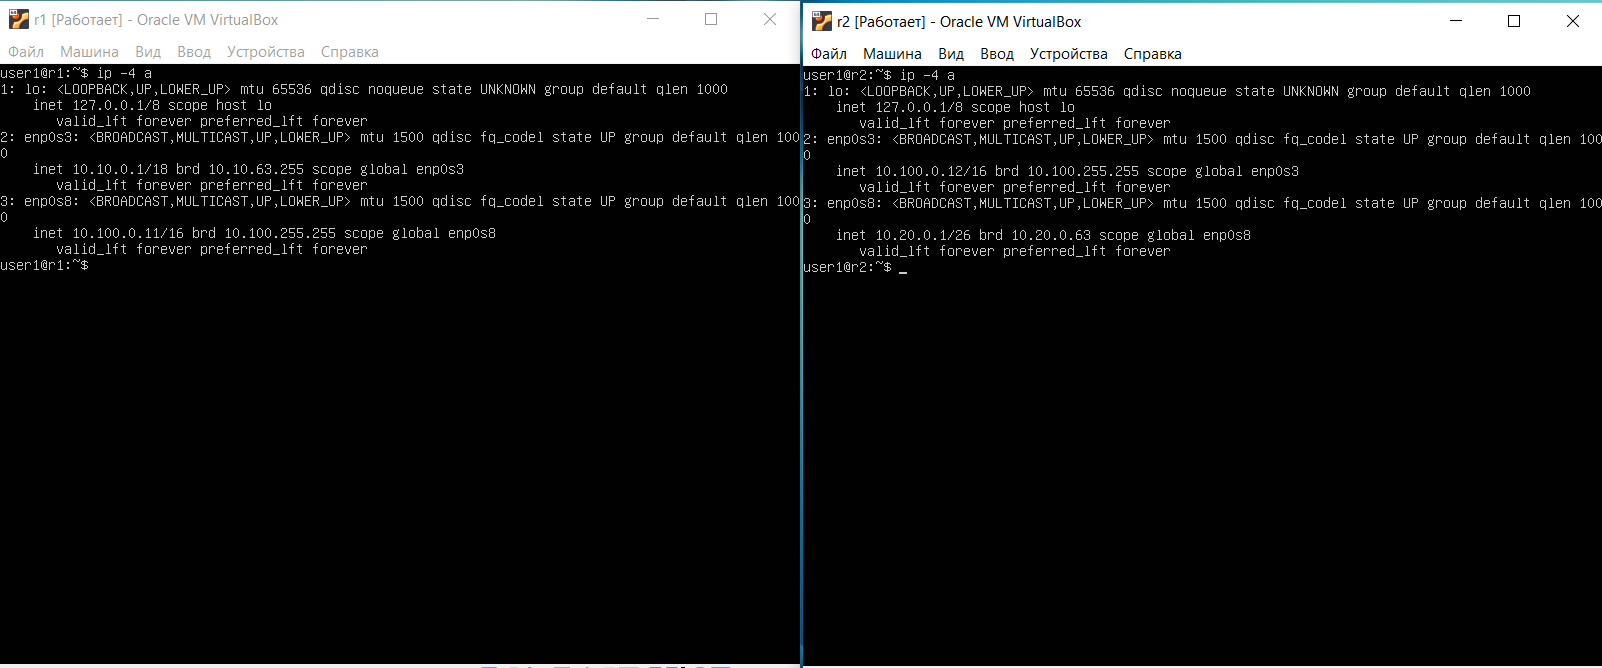 r1 [Работает] - Oracle VM VirtualBox
Файл Машина Вид Ввод Устройства Справка
user1@r1:~$ ip -4 a
1: lo: <LOOPBACK,UP,LOWER_UP> mtu 65536 qdisc noqueue state UNKNOWN group default qlen 1000
    inet 127.0.0.1/8 scope host lo
       valid_lft forever preferred_lft forever
2: enp0s3: <BROADCAST,MULTICAST,UP,LOWER_UP> mtu 1500 qdisc fq_codel state UP group default qlen 100
0
    inet 10.10.0.1/18 brd 10.10.63.255 scope global enp0s3
       valid_lft forever preferred_lft forever
3: enp0s8: <BROADCAST,MULTICAST,UP,LOWER_UP> mtu 1500 qdisc fq_codel state UP group default qlen 100
0
    inet 10.100.0.11/16 brd 10.100.255.255 scope global enp0s8
       valid_lft forever preferred_lft forever
user1@r1:~$
r2 [Работает] - Oracle VM VirtualBox
Файл Машина Вид Ввод Устройства Справка
user1@r2:~$ ip -4 a
1: lo: <LOOPBACK,UP,LOWER_UP> mtu 65536 qdisc noqueue state UNKNOWN group default qlen 1000
    inet 127.0.0.1/8 scope host lo
       valid_lft forever preferred_lft forever
2: enp0s3: <BROADCAST,MULTICAST,UP,LOWER_UP> mtu 1500 qdisc fq_codel state UP group default qlen 100
0
    inet 10.100.0.12/16 brd 10.100.255.255 scope global enp0s3
       valid_lft forever preferred_lft forever
3: enp0s8: <BROADCAST,MULTICAST,UP,LOWER_UP> mtu 1500 qdisc fq_codel state UP group default qlen 100
0
    inet 10.20.0.1/26 brd 10.20.0.63 scope global enp0s8
       valid_lft forever preferred_lft forever
user1@r2:~$ _